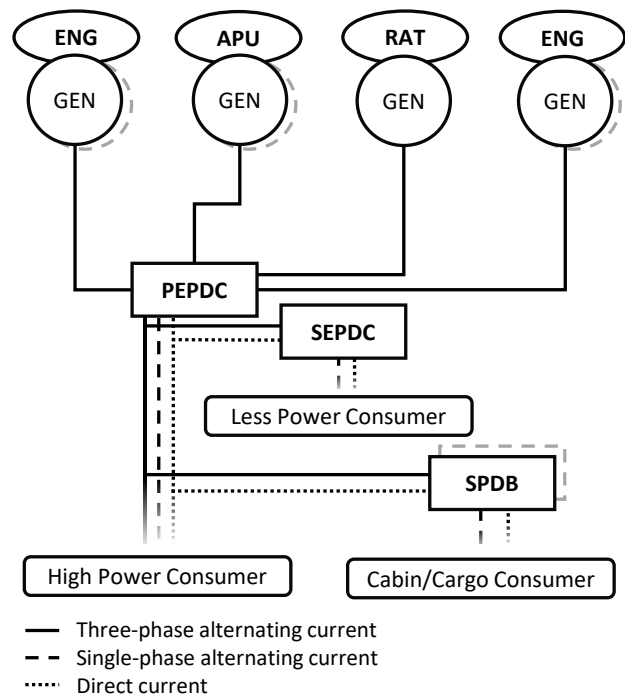 ENG APU RAT ENG
GEN GEN GEN GEN
PEPDC
SEPDC
Less Power Consumer
SPDB
High Power Consumer Cabin/Cargo Consumer
Three-phase alternating current
Single-phase alternating current
Direct current